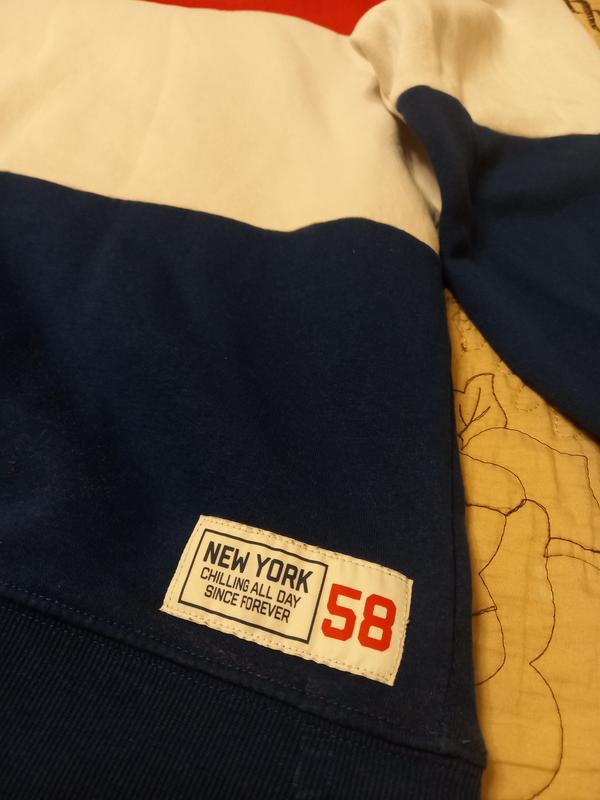 NEW YORK
CHILLING ALL DAY
SINCE FOREVER
58